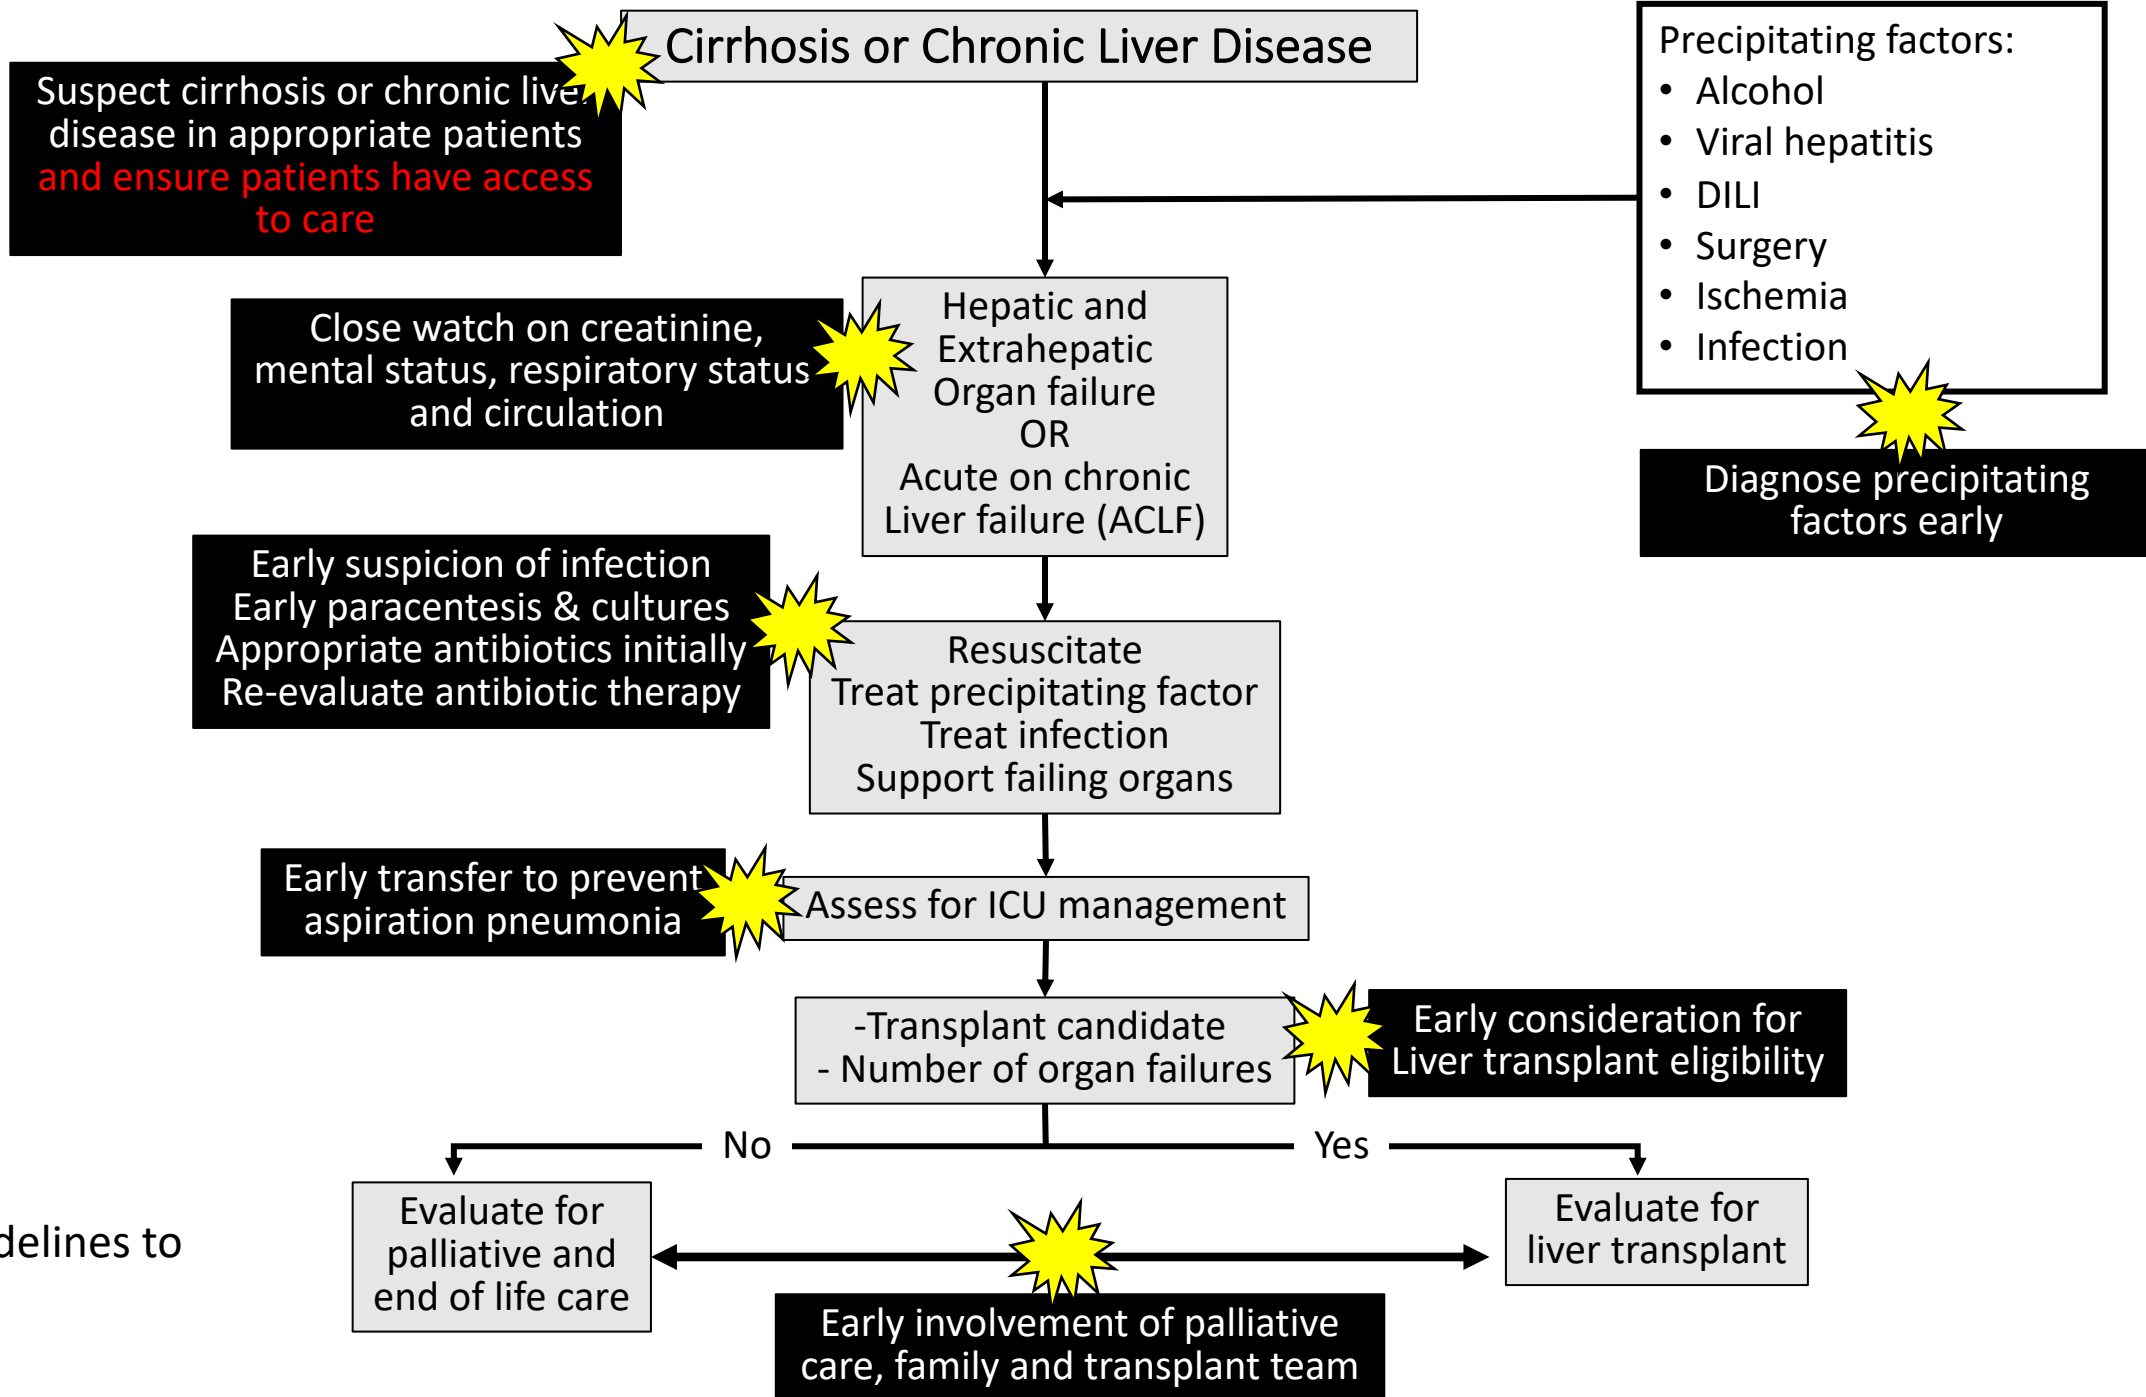 Cirrhosis or Chronic Liver Disease
Precipitating factors:
• Alcohol
• Viral hepatitis
• DILI
• Surgery
• Ischemia
• Infection
Suspect cirrhosis or chronic live
disease in appropriate patients
and ensure patients have access
to care
Diagnose precipitating
factors early
Close watch on creatinine,
mental status, respiratory status
and circulation
Hepatic and
Extrahepatic
Organ failure
OR
Acute on chronic
Liver failure (ACLF)
Early suspicion of infection
Early paracentesis & cultures
Appropriate antibiotics initially
Re-evaluate antibiotic therapy
Resuscitate
Treat precipitating factor
Treat infection
Support failing organs
Early transfer to prevent
aspiration pneumonia
Assess for ICU management
-Transplant candidate
- Number of organ failures
Early consideration for
Liver transplant eligibility
No
Yes
Evaluate for
palliative and
end of life care
Evaluate for
liver transplant
delines to
Early involvement of palliative
care, family and transplant team